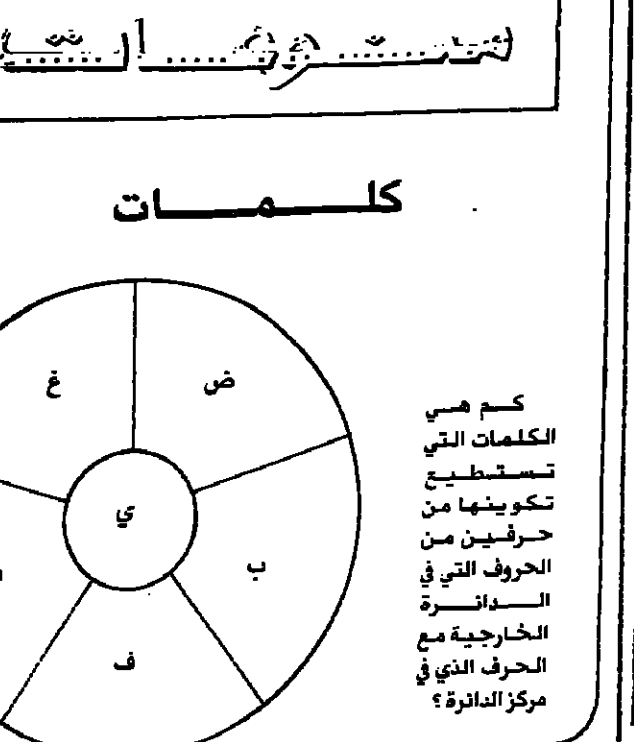 كلمات
غ
ض
ي
ب
ف
كم هي
الكلمات التي
تستطيع
تكوينها من
حرفين من
الحروف التي في
الدائرة
الخارجية مع
الحرف الذي في
مركز الدائرة؟